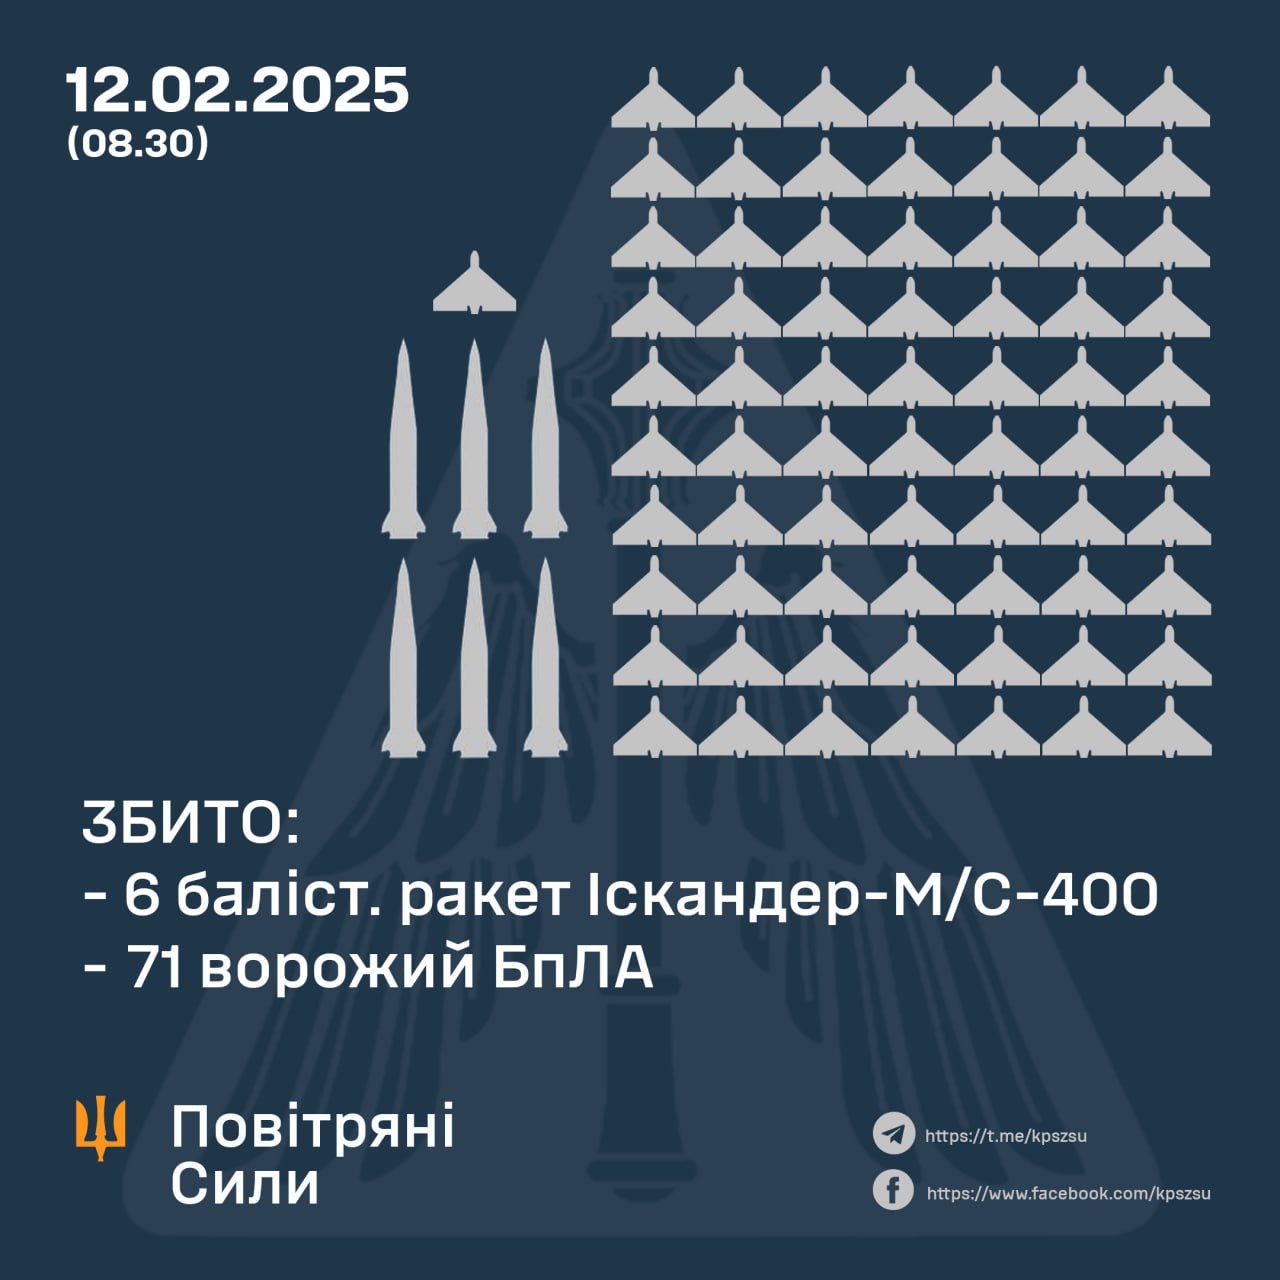 12.02.2025
(08.30)
ЗБИТО:
- 6 баліст. ракет Іскандер-М/С-400
- 71 ворожий БпЛА
Повітряні
Сили
https://t.me/kpszsu
https://www.facebook.com/kpszsu